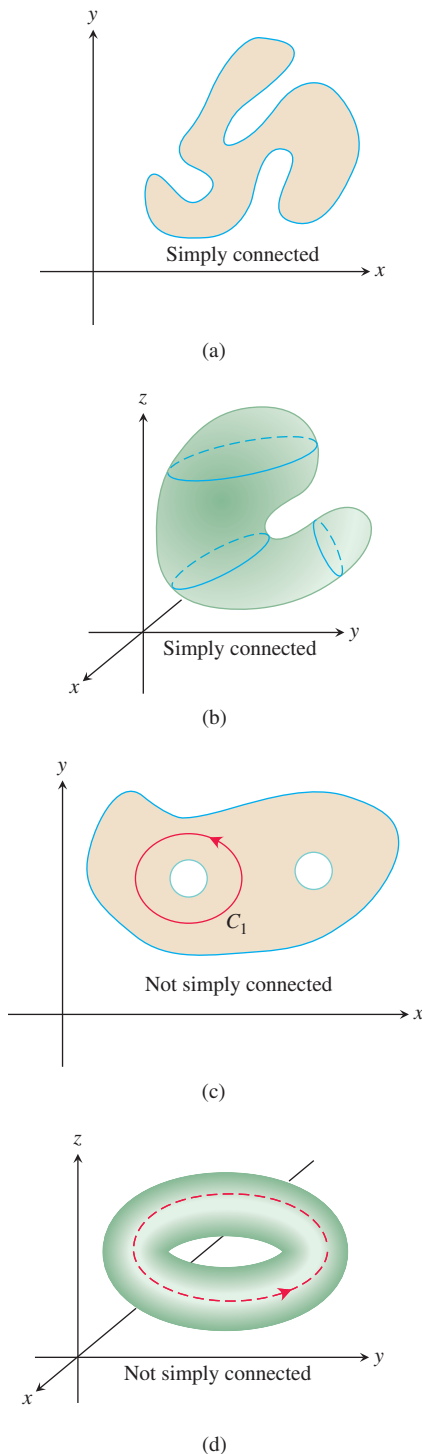 y
Simply connected
x
(a)
z
y
Simply connected
x
(b)
y
C₁
Not simply connected
x
(c)
z
y
Not simply connected
x
(d)